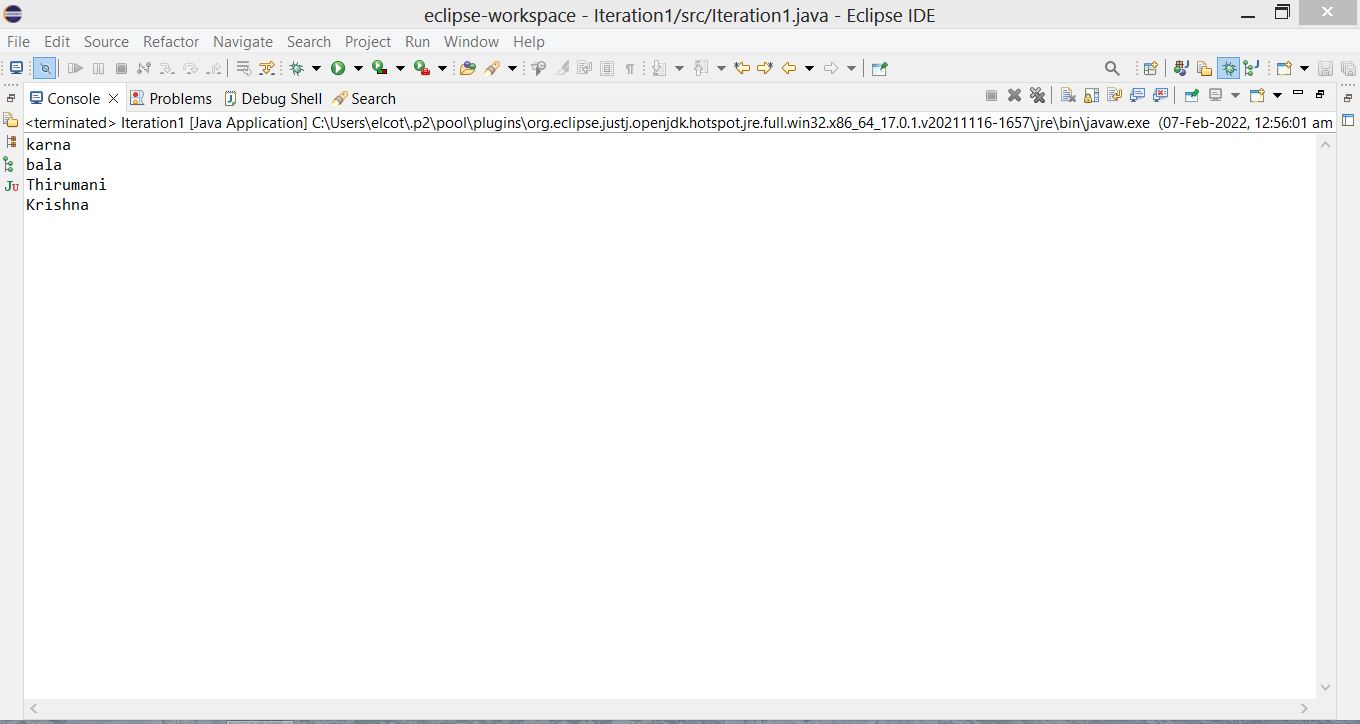 eclipse-workspace - Iteration1/src/Iteration1.java - Eclipse IDE
File Edit Source Refactor Navigate Search Project Run Window Help
Console Problems Debug Shell Search
<terminated> Iteration1 [Java Application] C:\Users\elcot\.p2\pool\plugins\org.eclipse.justj.openjdk.hotspot.jre.full.win32.x86_64_17.0.1.v20211116-1657\jre\bin\javaw.exe (07-Feb-2022, 12:56:01 am
karna
bala
Thirumani
Krishna